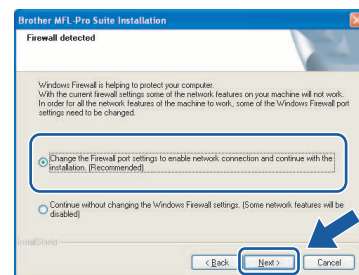 Brother MFL-Pro Suite Installation
Firewall detected
Windows Firewall is helping to protect your computer.
With the current firewall settings some of the network features on your machine will not work.
In order for all the network features of the machine to work, some of the Windows Firewall port
settings need to be changed.
Change the Firewall port settings to enable network connection and continue with the
installation. (Recommended)
Continue without changing the Windows Firewall settings. (Some network features will be
disabled)
InstallShield
< Back
Next >
Cancel